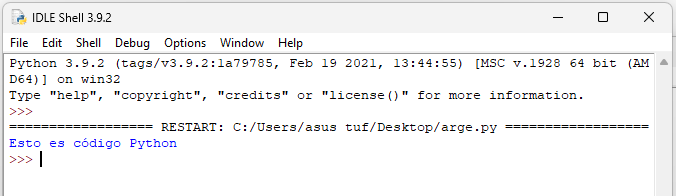 IDLE Shell 3.9.2
File Edit Shell Debug Options Window Help
Python 3.9.2 (tags/v3.9.2:1a79785, Feb 19 2021, 13:44:55) [MSC v.1928 64 bit (AM
D64)] on win32
Type "help", "copyright", "credits" or "license()" for more information.
>>>
================== RESTART: C:/Users/asus tuf/Desktop/arge.py ==================
Esto es código Python
>>>